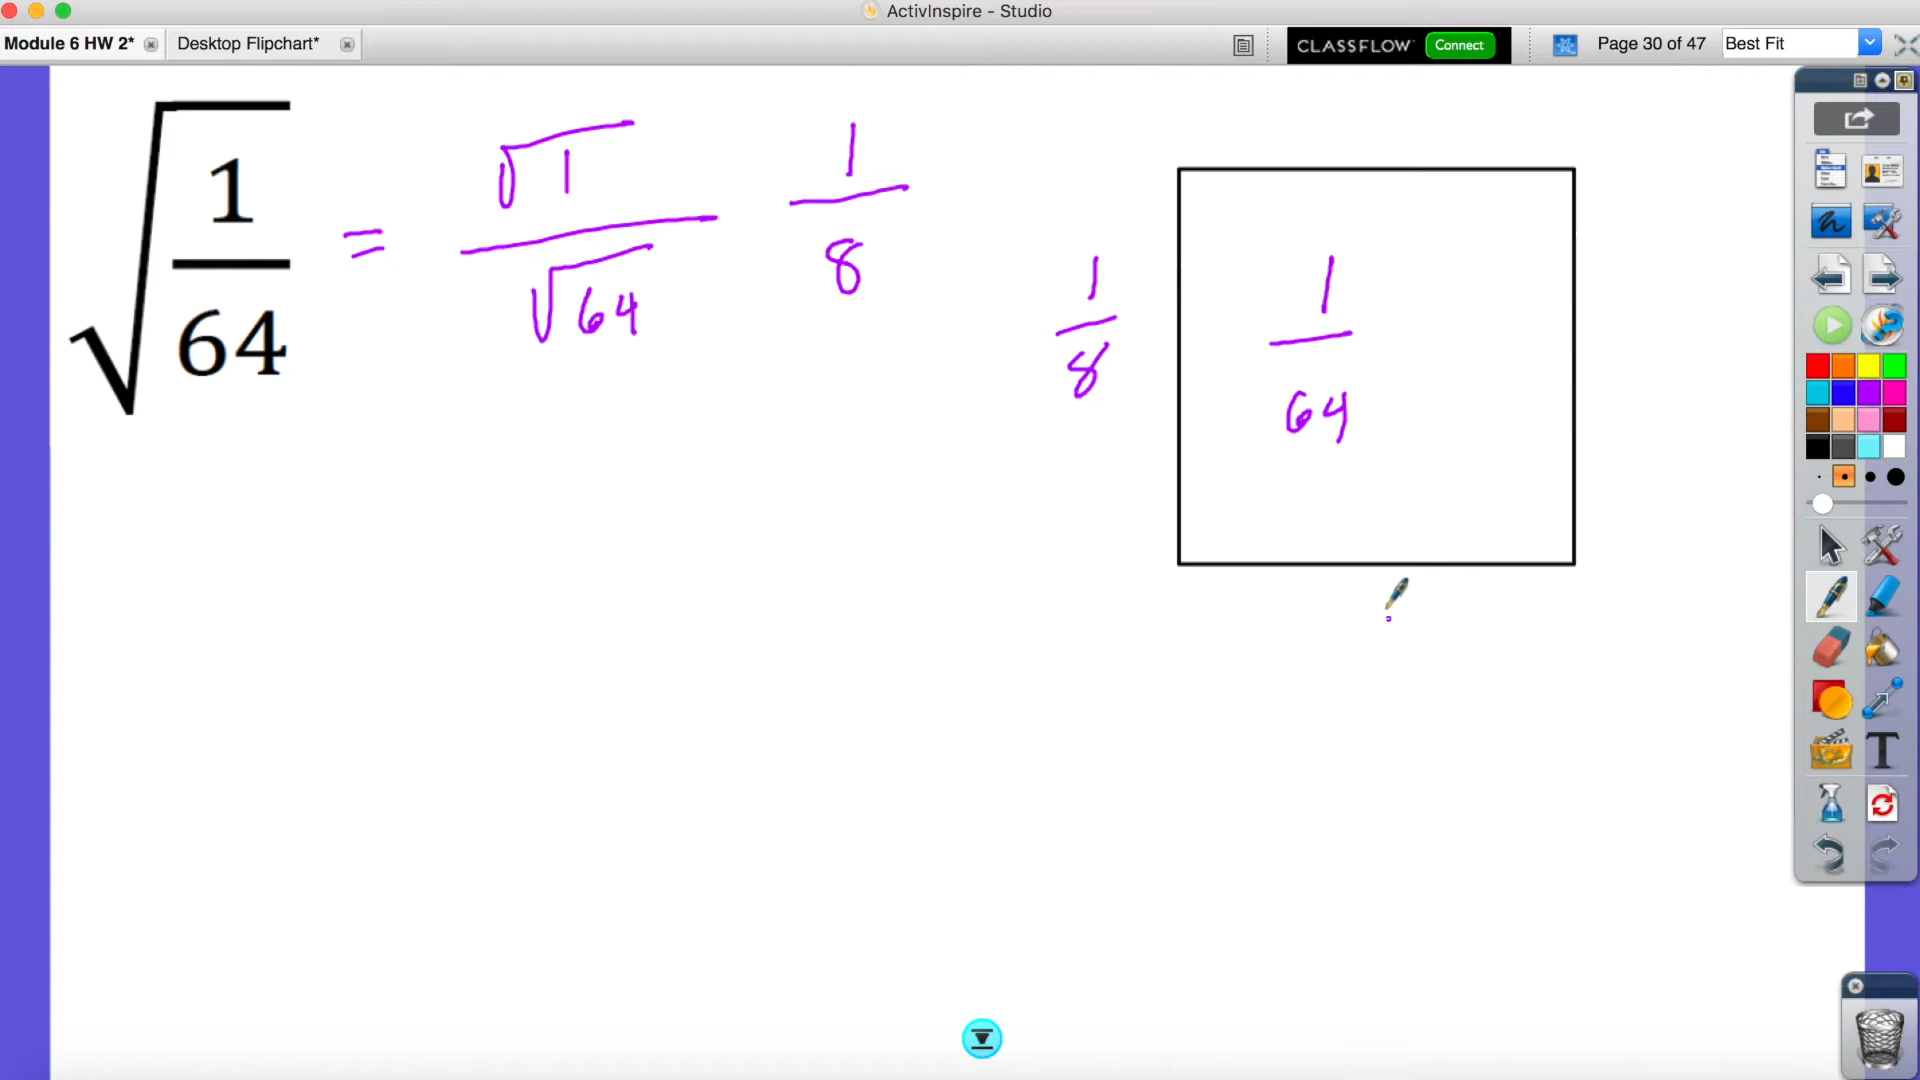 ActivInspire - Studio
Module 6 HW 2*
Desktop Flipchart*
CLASSFLOW Connect
Page 30 of 47
Best Fit
√(1/64) = √1/√64 1/8
1/8
1/64
T